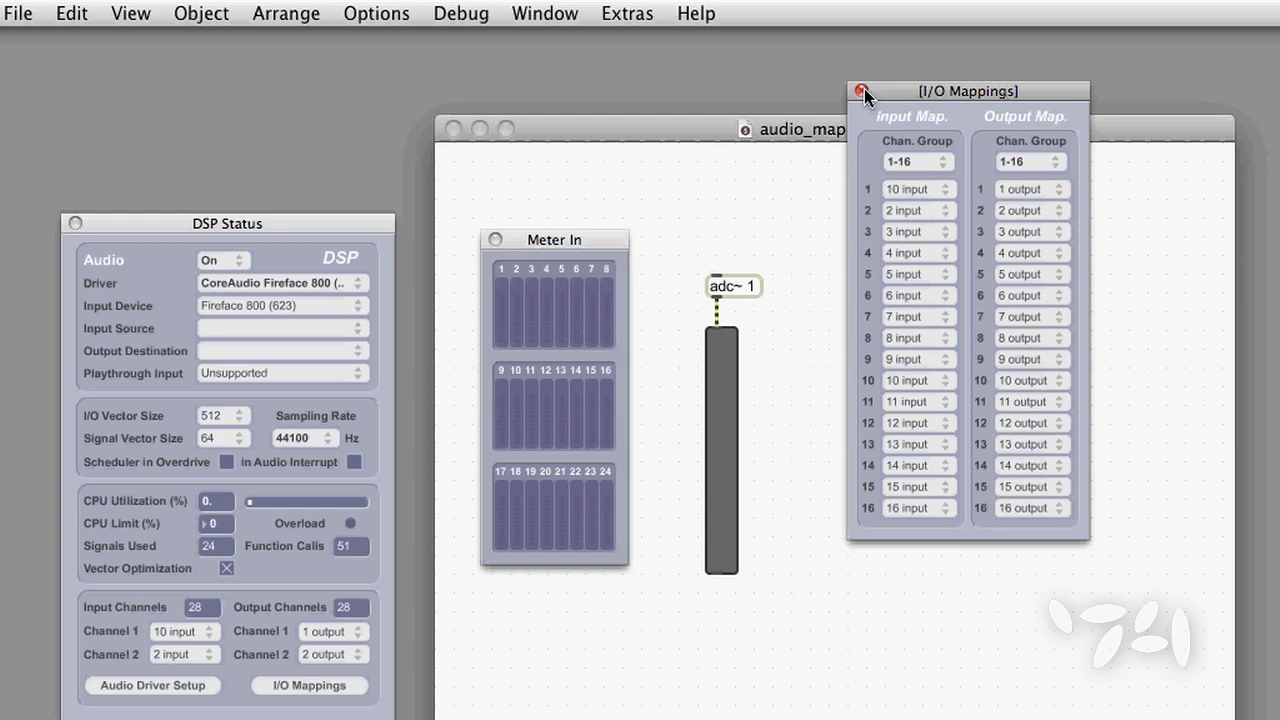 File Edit View Object Arrange Options Debug Window Extras Help
[I/O Mappings]
Input Map. Output Map.
Chan. Group Chan. Group
1-16 1-16
1 10 input 1 1 output
2 2 input 2 2 output
3 3 input 3 3 output
4 4 input 4 4 output
5 5 input 5 5 output
6 6 input 6 6 output
7 7 input 7 7 output
8 8 input 8 8 output
9 9 input 9 9 output
10 10 input 10 10 output
11 11 input 11 11 output
12 12 input 12 12 output
13 13 input 13 13 output
14 14 input 14 14 output
15 15 input 15 15 output
16 16 input 16 16 output
audio_map
DSP Status
Audio On DSP
Driver CoreAudio Fireface 800 (..
Input Device Fireface 800 (623)
Input Source
Output Destination
Playthrough Input Unsupported
I/O Vector Size 512 Sampling Rate
Signal Vector Size 64 44100 Hz
Scheduler in Overdrive in Audio Interrupt
CPU Utilization (%) 0.
CPU Limit (%) 0 Overload
Signals Used 24 Function Calls 51
Vector Optimization
Input Channels 28 Output Channels 28
Channel 1 10 input Channel 1 1 output
Channel 2 2 input Channel 2 2 output
Audio Driver Setup I/O Mappings
Meter In
1 2 3 4 5 6 7 8
9 10 11 12 13 14 15 16
17 18 19 20 21 22 23 24
adc~ 1